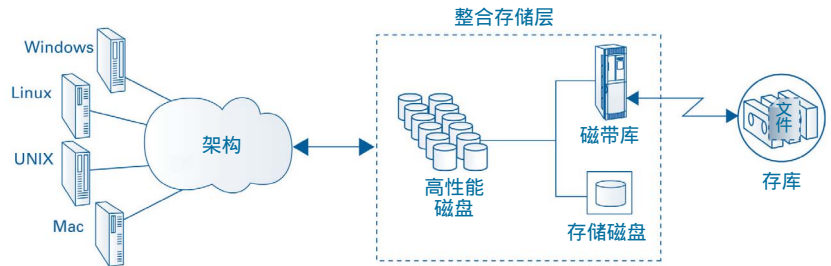 整合存储层
Windows
Linux
UNIX
Mac
架构
高性能
磁盘
磁带库
存储磁盘
文
件
存库